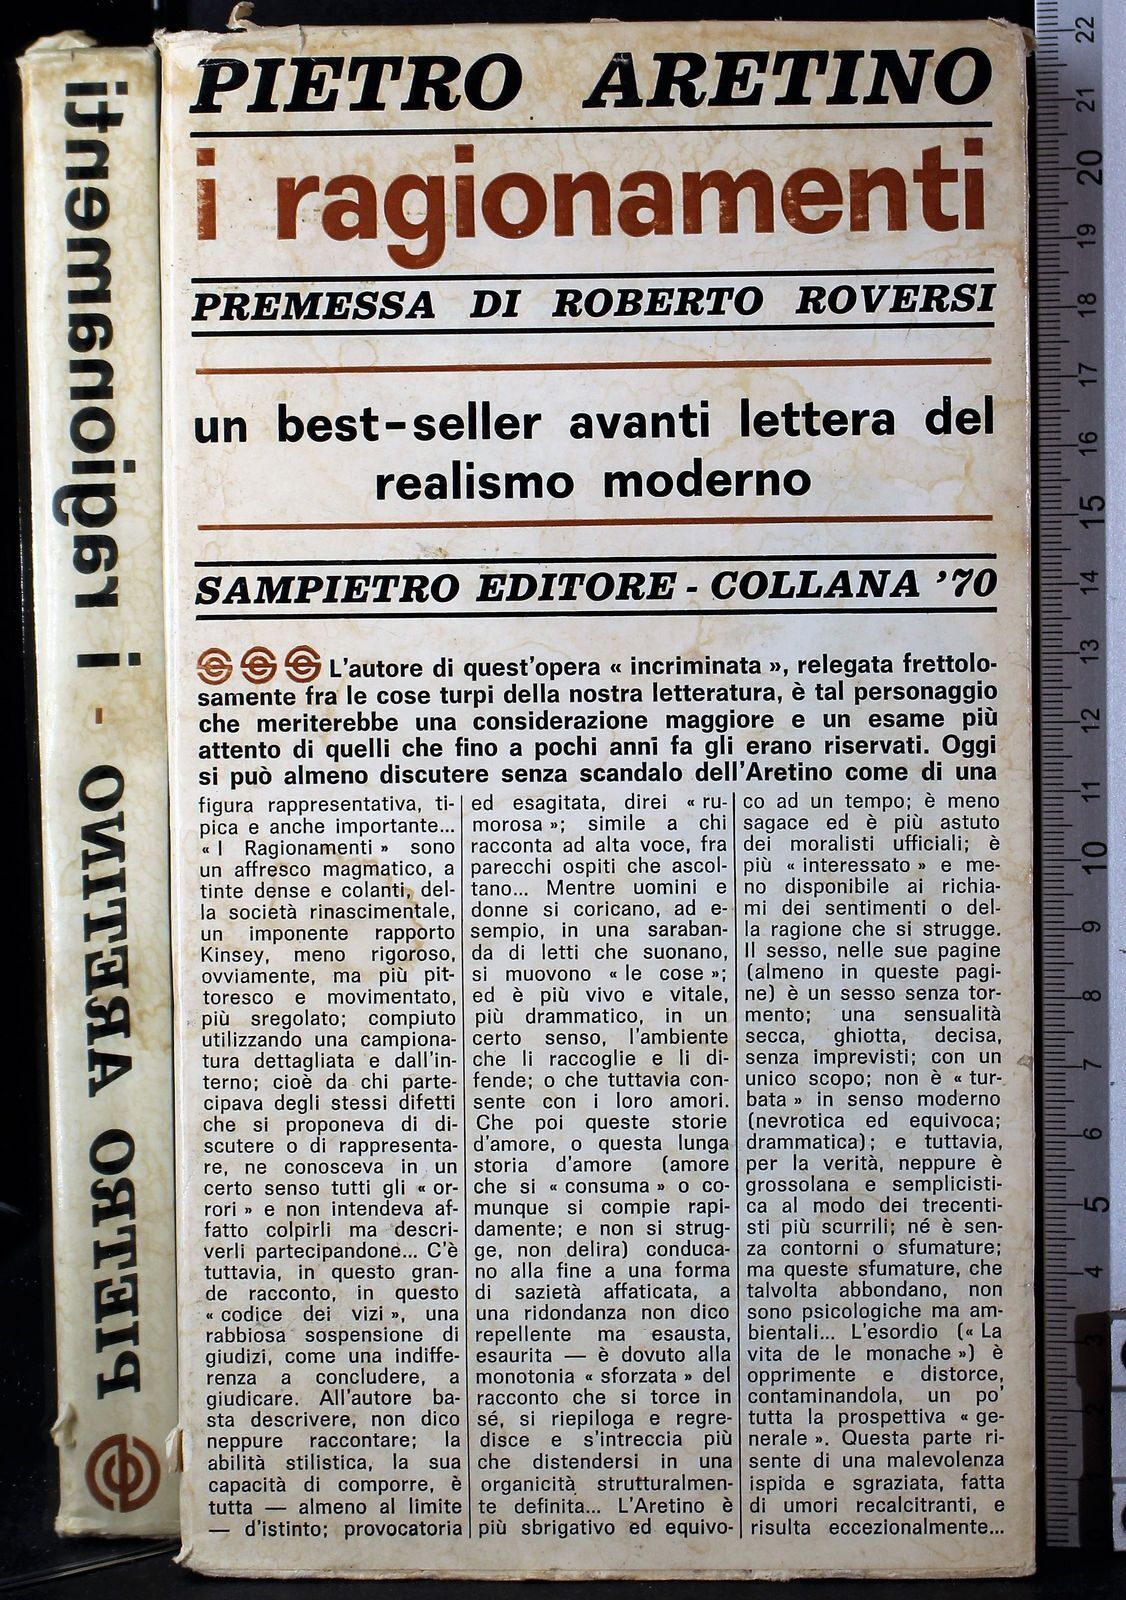 PIETRO ARETINO
i ragionamenti
PREMESSA DI ROBERTO ROVERSI
un best-seller avanti lettera del
realismo moderno
SAMPIETRO EDITORE - COLLANA '70
L'autore di quest'opera « incriminata », relegata frettolo-
samente fra le cose turpi della nostra letteratura, è tal personaggio
che meriterebbe una considerazione maggiore e un esame più
attento di quelli che fino a pochi anni fa gli erano riservati. Oggi
si può almeno discutere senza scandalo dell'Aretino come di una
figura rappresentativa, ti-
pica e anche importante...
« I Ragionamenti » sono
un affresco magmatico, a
tinte dense e colanti, del-
la società rinascimentale,
un imponente rapporto
Kinsey, meno rigoroso,
ovviamente, ma più pit-
toresco e movimentato,
più sregolato; compiuto
utilizzando una campiona-
tura dettagliata e dall'in-
terno; cioè da chi parte-
cipava degli stessi difetti
che si proponeva di di-
scutere o di rappresenta-
re, ne conosceva in un
certo senso tutti gli « or-
rori » e non intendeva af-
fatto colpirli ma descri-
verli partecipandone... C'è
tuttavia, in questo gran-
de racconto, in questo
« codice dei vizi », una
rabbiosa sospensione di
giudizi, come una indiffe-
renza a concludere, a
giudicare. All'autore ba-
sta descrivere, non dico
neppure raccontare; la
abilità stilistica, la sua
capacità di comporre, è
tutta — almeno al limite
— d'istinto; provocatoria
ed esagitata, direi « ru-
morosa »; simile a chi
racconta ad alta voce, fra
parecchi ospiti che ascol-
tano... Mentre uomini e
donne si coricano, ad e-
sempio, in una saraban-
da di letti che suonano,
si muovono « le cose »;
ed è più vivo e vitale,
più drammatico, in un
certo senso, l'ambiente
che li raccoglie e li di-
fende; o che tuttavia con-
sente con i loro amori.
Che poi queste storie
d'amore, o questa lunga
storia d'amore (amore
che si « consuma » o co-
munque si compie rapi-
damente; e non si strug-
ge, non delira) conduca-
no alla fine a una forma
di sazietà affaticata, a
una ridondanza non dico
repellente ma esausta,
esaurita — è dovuto alla
monotonia « sforzata » del
racconto che si torce in
sé, si riepiloga e regre-
disce e s'intreccia più
che distendersi in una
organicità strutturalmen-
te definita... L'Aretino è
più sbrigativo ed equivo-
co ad un tempo; è meno
sagace ed è più astuto
dei moralisti ufficiali; è
più « interessato » e me-
no disponibile ai richia-
mi dei sentimenti o del-
la ragione che si strugge.
Il sesso, nelle sue pagine
(almeno in queste pagi-
ne) è un sesso senza tor-
mento; una sensualità
secca, ghiotta, decisa,
senza imprevisti; con un
unico scopo; non è « tur-
bata » in senso moderno
(nevrotica ed equivoca;
drammatica); e tuttavia,
per la verità, neppure è
grossolana e semplicisti-
ca al modo dei trecenti-
sti più scurrili; né è sen-
za contorni o sfumature;
ma queste sfumature, che
talvolta abbondano, non
sono psicologiche ma am-
bientali... L'esordio (« La
vita de le monache ») è
opprimente e distorce,
contaminandola, un po'
tutta la prospettiva « ge-
nerale ». Questa parte ri-
sente di una malevolenza
ispida e sgraziata, fatta
di umori recalcitranti, e
risulta eccezionalmente...
PIETRO ARETINO - i ragionamenti
22
21
20
19
18
17
16
15
14
13
12
11
10
9
8
7
6
5
4
3
2